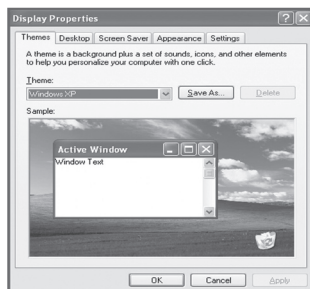 Display Properties
Themes Desktop Screen Saver Appearance Settings
A theme is a background plus a set of sounds, icons, and other elements
to help you personalize your computer with one click.
Theme:
Windows XP Save As... Delete
Sample:
Active Window
Window Text
OK Cancel Apply